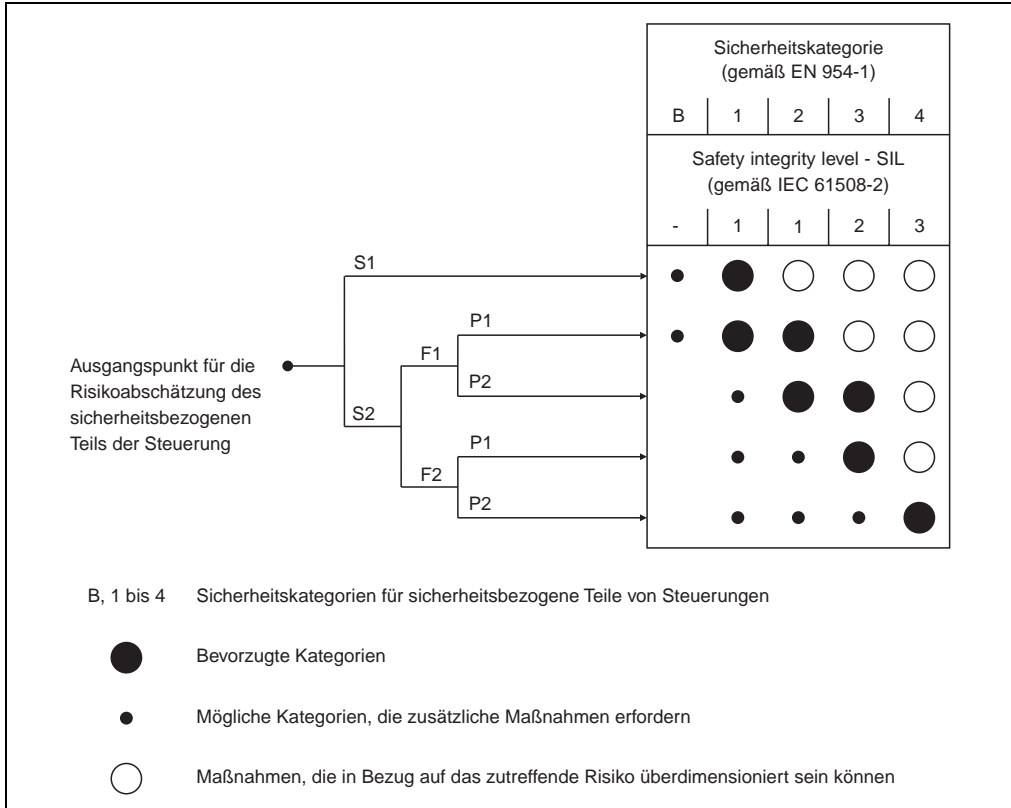 Sicherheitskategorie
(gemäß EN 954-1)
B 1 2 3 4
Safety integrity level - SIL
(gemäß IEC 61508-2)
- 1 1 2 3
S1
P1
F1
Ausgangspunkt für die
Risikoabschätzung des
sicherheitsbezogenen
Teils der Steuerung
P2
S2
P1
F2
P2
B, 1 bis 4 Sicherheitskategorien für sicherheitsbezogene Teile von Steuerungen
Bevorzugte Kategorien
Mögliche Kategorien, die zusätzliche Maßnahmen erfordern
Maßnahmen, die in Bezug auf das zutreffende Risiko überdimensioniert sein können